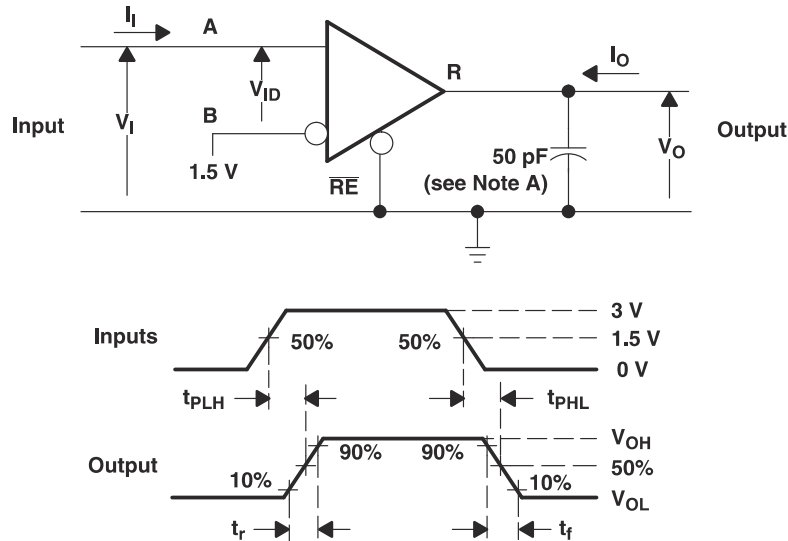 I_I
A
R
I_O
Input
V_I
V_ID
B
1.5 V
R̅E̅
50 pF
(see Note A)
V_O
Output
Inputs
50%
50%
3 V
1.5 V
0 V
t_PLH
t_PHL
Output
10%
90%
90%
10%
V_OH
50%
V_OL
t_r
t_f